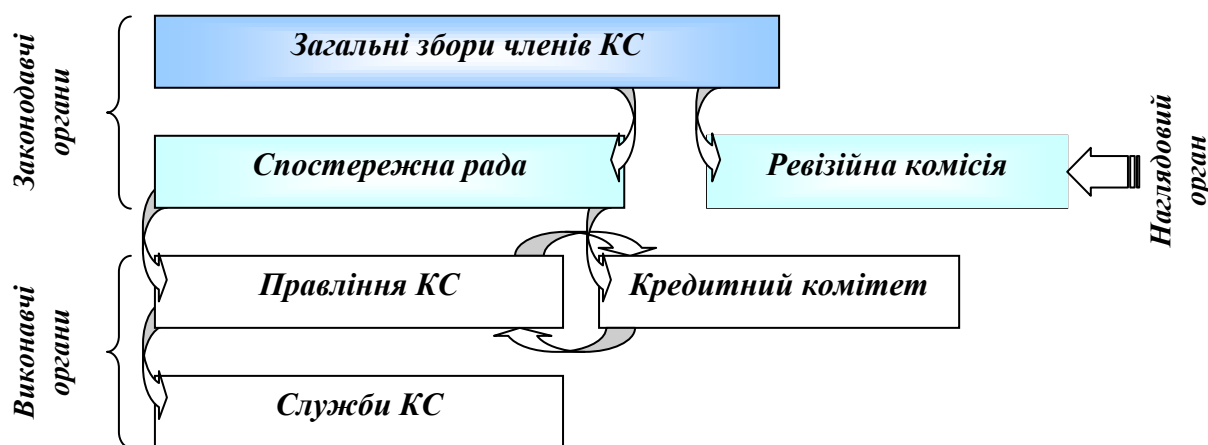 Законодавчі
органи
Загальні збори членів КС
Спостережна рада
Ревізійна комісія
Наглядовий
орган
Виконавчі
органи
Правління КС
Кредитний комітет
Служби КС